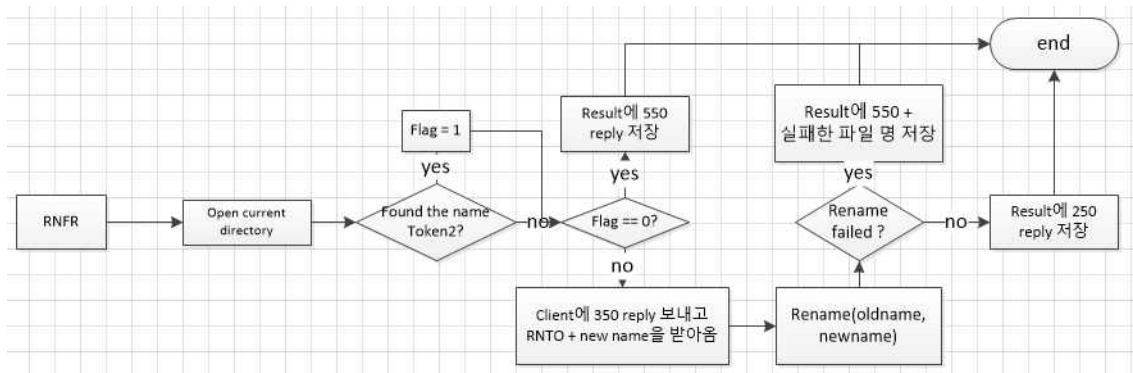 RNFR
Open current
directory
Found the name
Token2?
yes
Flag = 1
no
Flag == 0?
yes
Result에 550
reply 저장
no
Client에 350 reply 보내고
RNTO + new name을 받아옴
Rename(oldname,
newname)
Rename
failed ?
yes
Result에 550 +
실패한 파일 명 저장
no
Result에 250
reply 저장
end